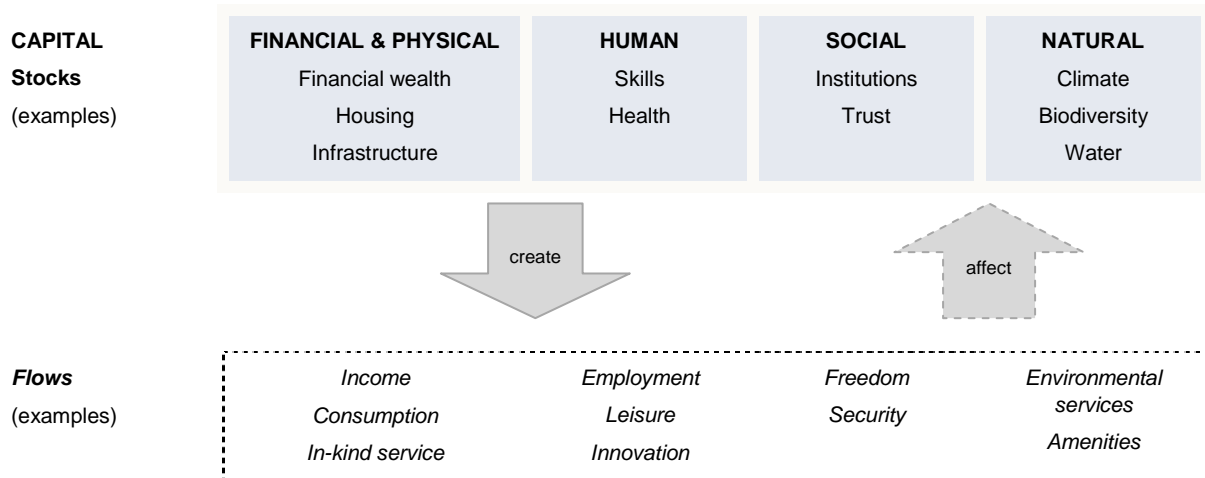 CAPITAL
FINANCIAL & PHYSICAL
HUMAN
SOCIAL
NATURAL
Stocks
Financial wealth
Skills
Institutions
Climate
(examples)
Housing
Health
Trust
Biodiversity
Infrastructure
Water
create
affect
Flows
Income
Employment
Freedom
Environmental
services
(examples)
Consumption
Leisure
Security
Amenities
In-kind service
Innovation